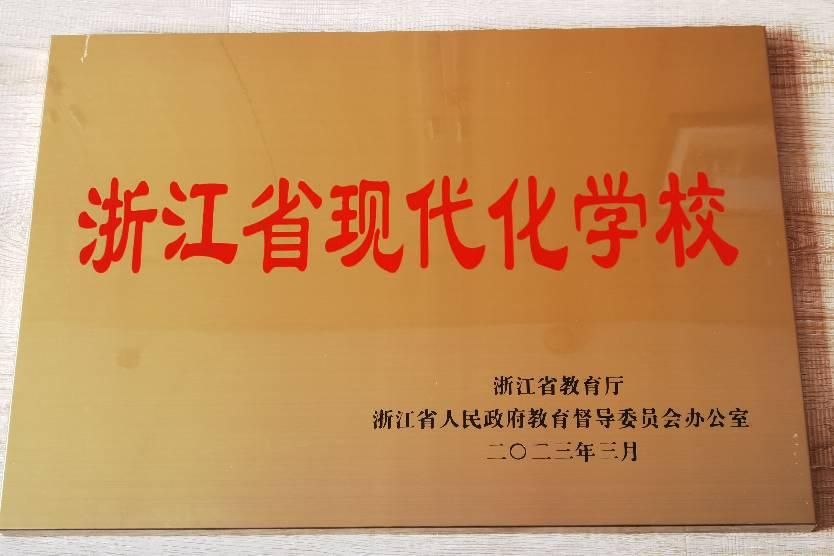 浙江省现代化学校
浙江省教育厅
浙江省人民政府教育督导委员会办公室
二〇二三年三月